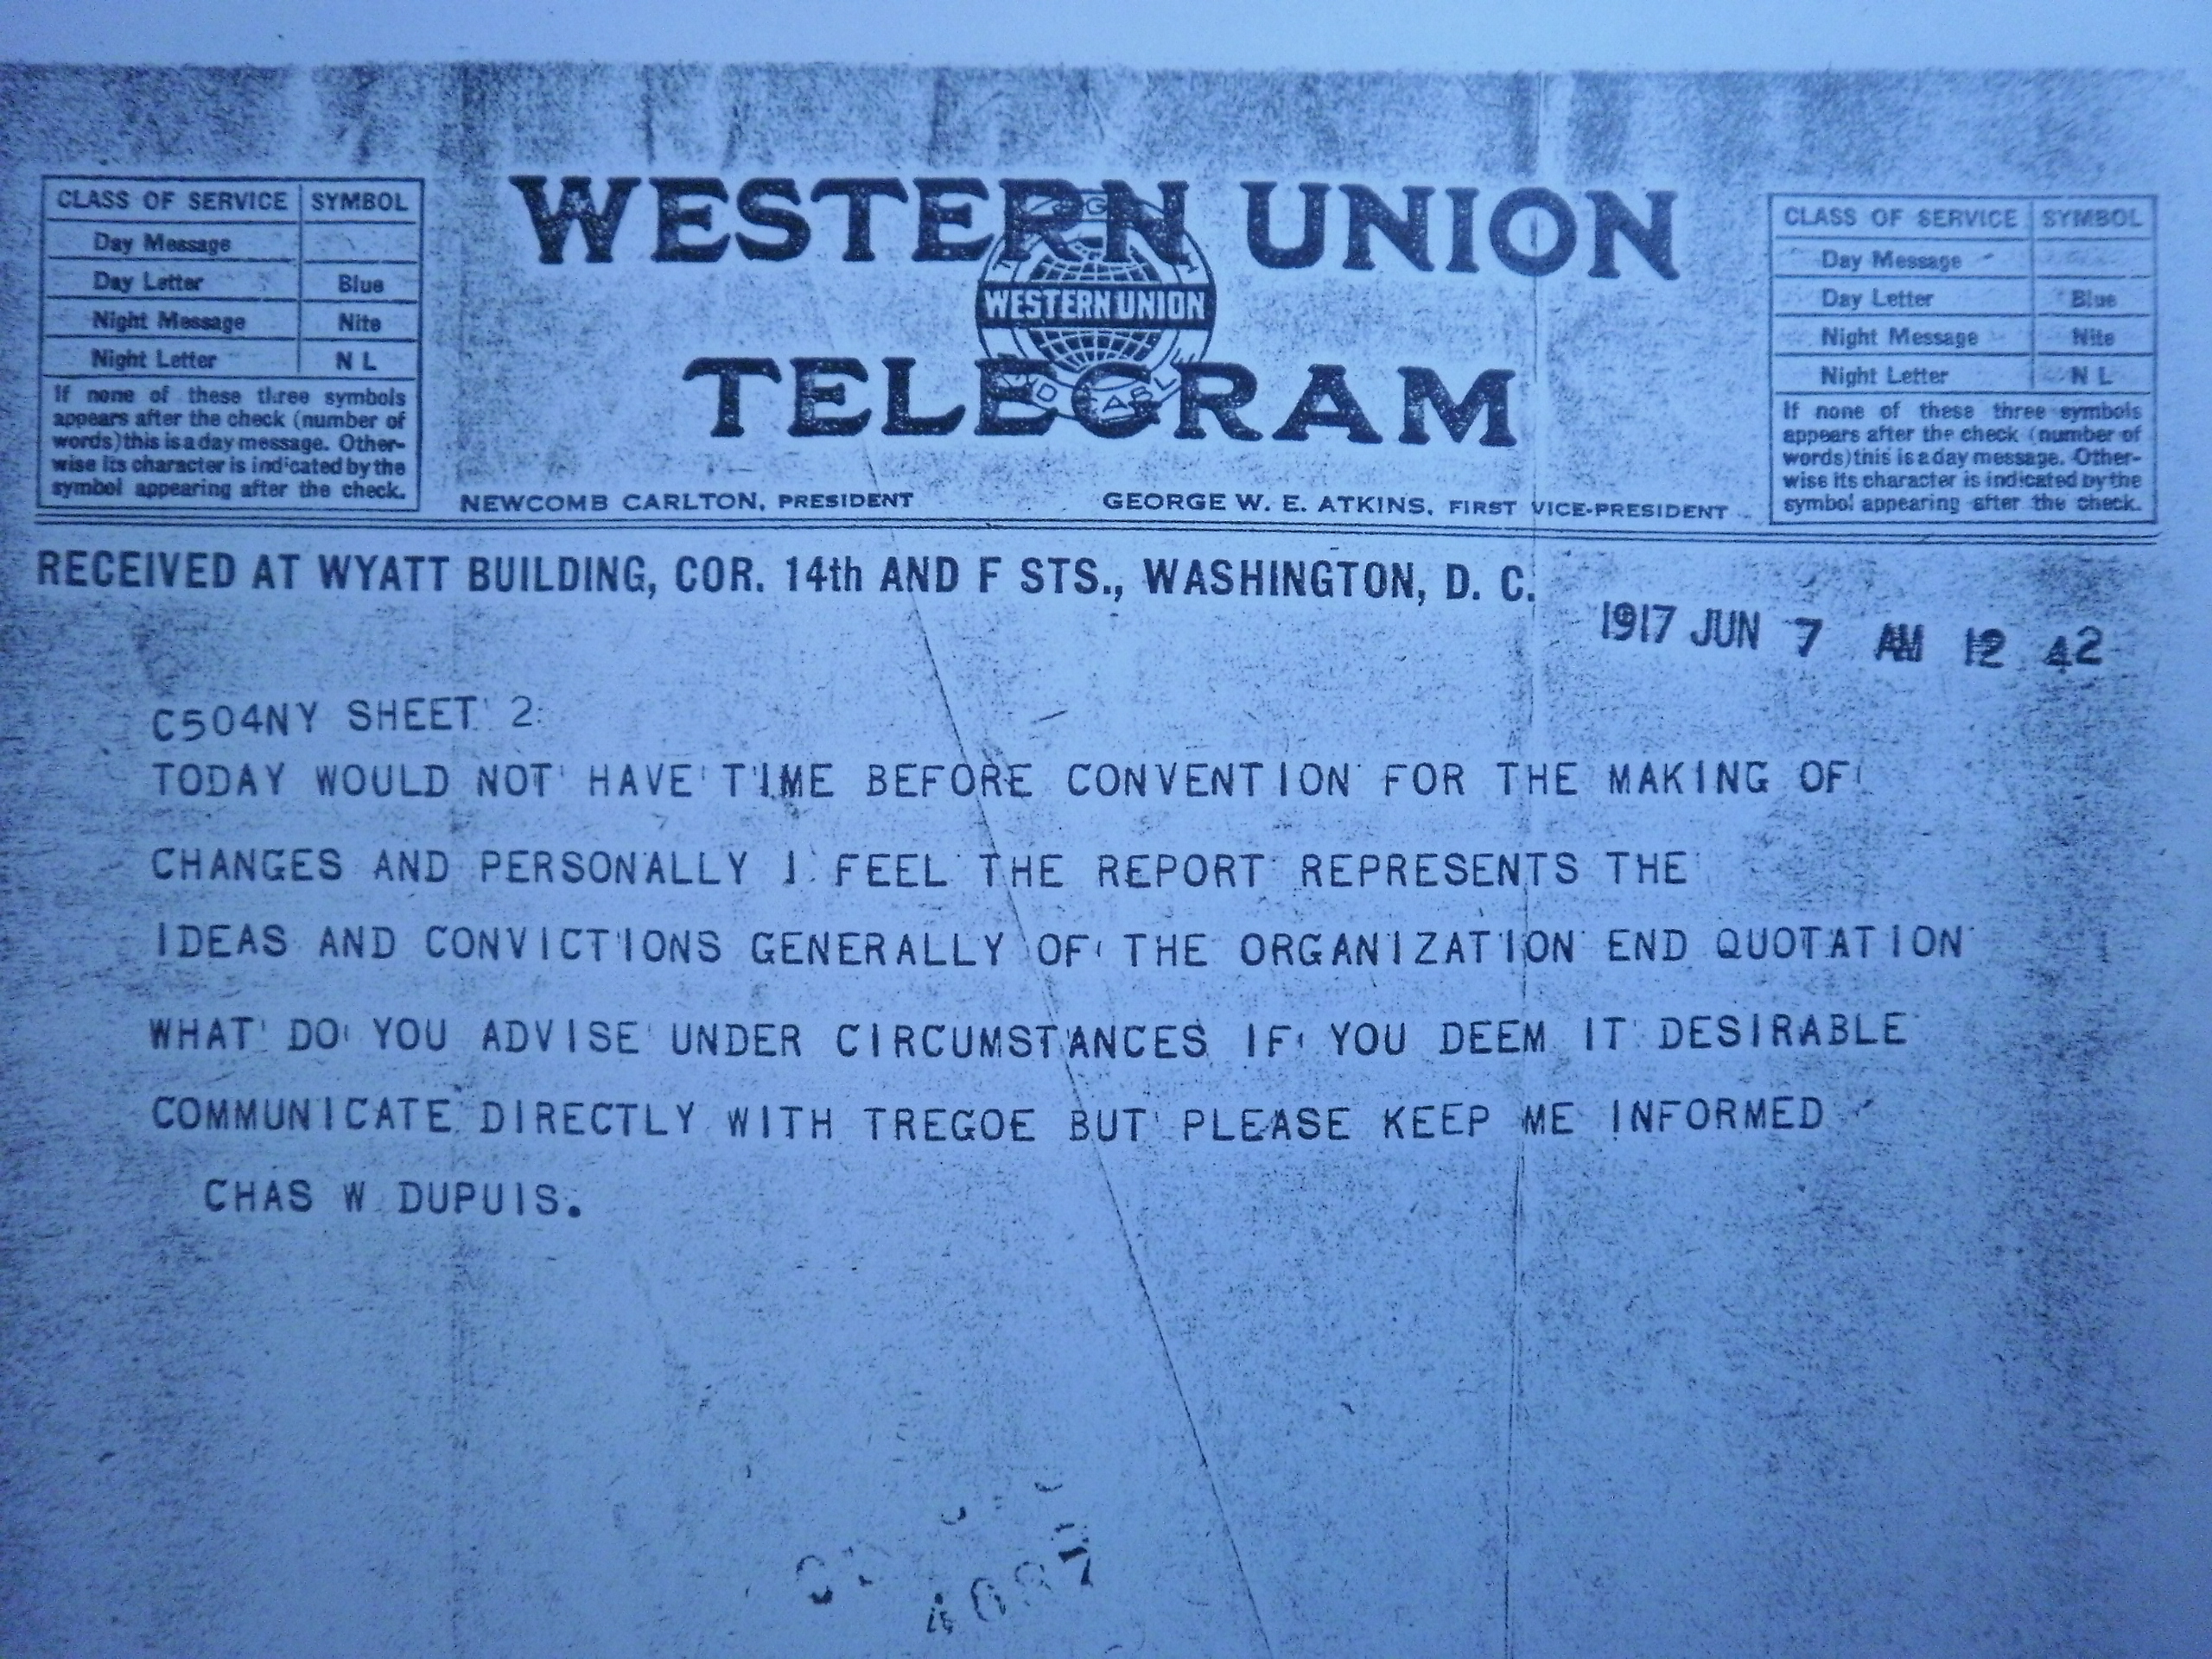 CLASS OF SERVICE SYMBOL
Day Message
Day Letter Blue
Night Message Nite
Night Letter N L
If none of these three symbols
appears after the check (number of
words) this is a day message. Other-
wise its character is indicated by the
symbol appearing after the check.
WESTERN UNION
WESTERN UNION
TELEGRAM
NEWCOMB CARLTON, PRESIDENT GEORGE W. E. ATKINS, FIRST VICE-PRESIDENT
CLASS OF SERVICE SYMBOL
Day Message
Day Letter Blue
Night Message Nite
Night Letter N L
If none of these three symbols
appears after the check (number of
words) this is a day message. Other-
wise its character is indicated by the
symbol appearing after the check.
RECEIVED AT WYATT BUILDING, COR. 14th AND F STS., WASHINGTON, D. C.
1917 JUN 7 AM 12 42
C504NY SHEET 2
TODAY WOULD NOT HAVE TIME BEFORE CONVENTION FOR THE MAKING OF
CHANGES AND PERSONALLY I FEEL THE REPORT REPRESENTS THE
IDEAS AND CONVICTIONS GENERALLY OF THE ORGANIZATION END QUOTATION
WHAT DO YOU ADVISE UNDER CIRCUMSTANCES IF YOU DEEM IT DESIRABLE
COMMUNICATE DIRECTLY WITH TREGOE BUT PLEASE KEEP ME INFORMED
CHAS W DUPUIS.